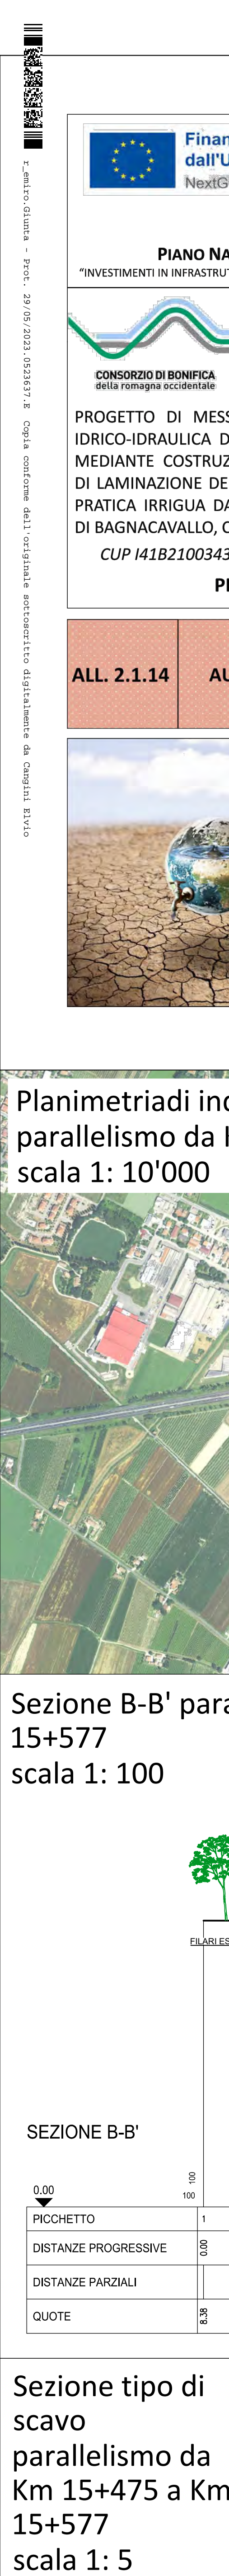 r_emiro.Giunta - Prot. 29/05/2023.0523637.E Copia conforme dell'originale sottoscritto digitalmente da Cangini Elvio
Finan
dall'U
NextG
PIANO NA
“INVESTIMENTI IN INFRASTRUT
CONSORZIO DI BONIFICA
della romagna occidentale
PROGETTO DI MESS
IDRICO-IDRAULICA D
MEDIANTE COSTRUZ
DI LAMINAZIONE DE
PRATICA IRRIGUA DA
DI BAGNACAVALLO, C
CUP I41B2100343
PI
ALL. 2.1.14
AU
Planimetriadi ind
parallelismo da K
scala 1: 10'000
Sezione B-B' para
15+577
scala 1: 100
FILARI ES
SEZIONE B-B'
100
100
0.00
PICCHETTO 1
DISTANZE PROGRESSIVE 0.00
DISTANZE PARZIALI
QUOTE 8.38
Sezione tipo di
scavo
parallelismo da
Km 15+475 a Km
15+577
scala 1: 5